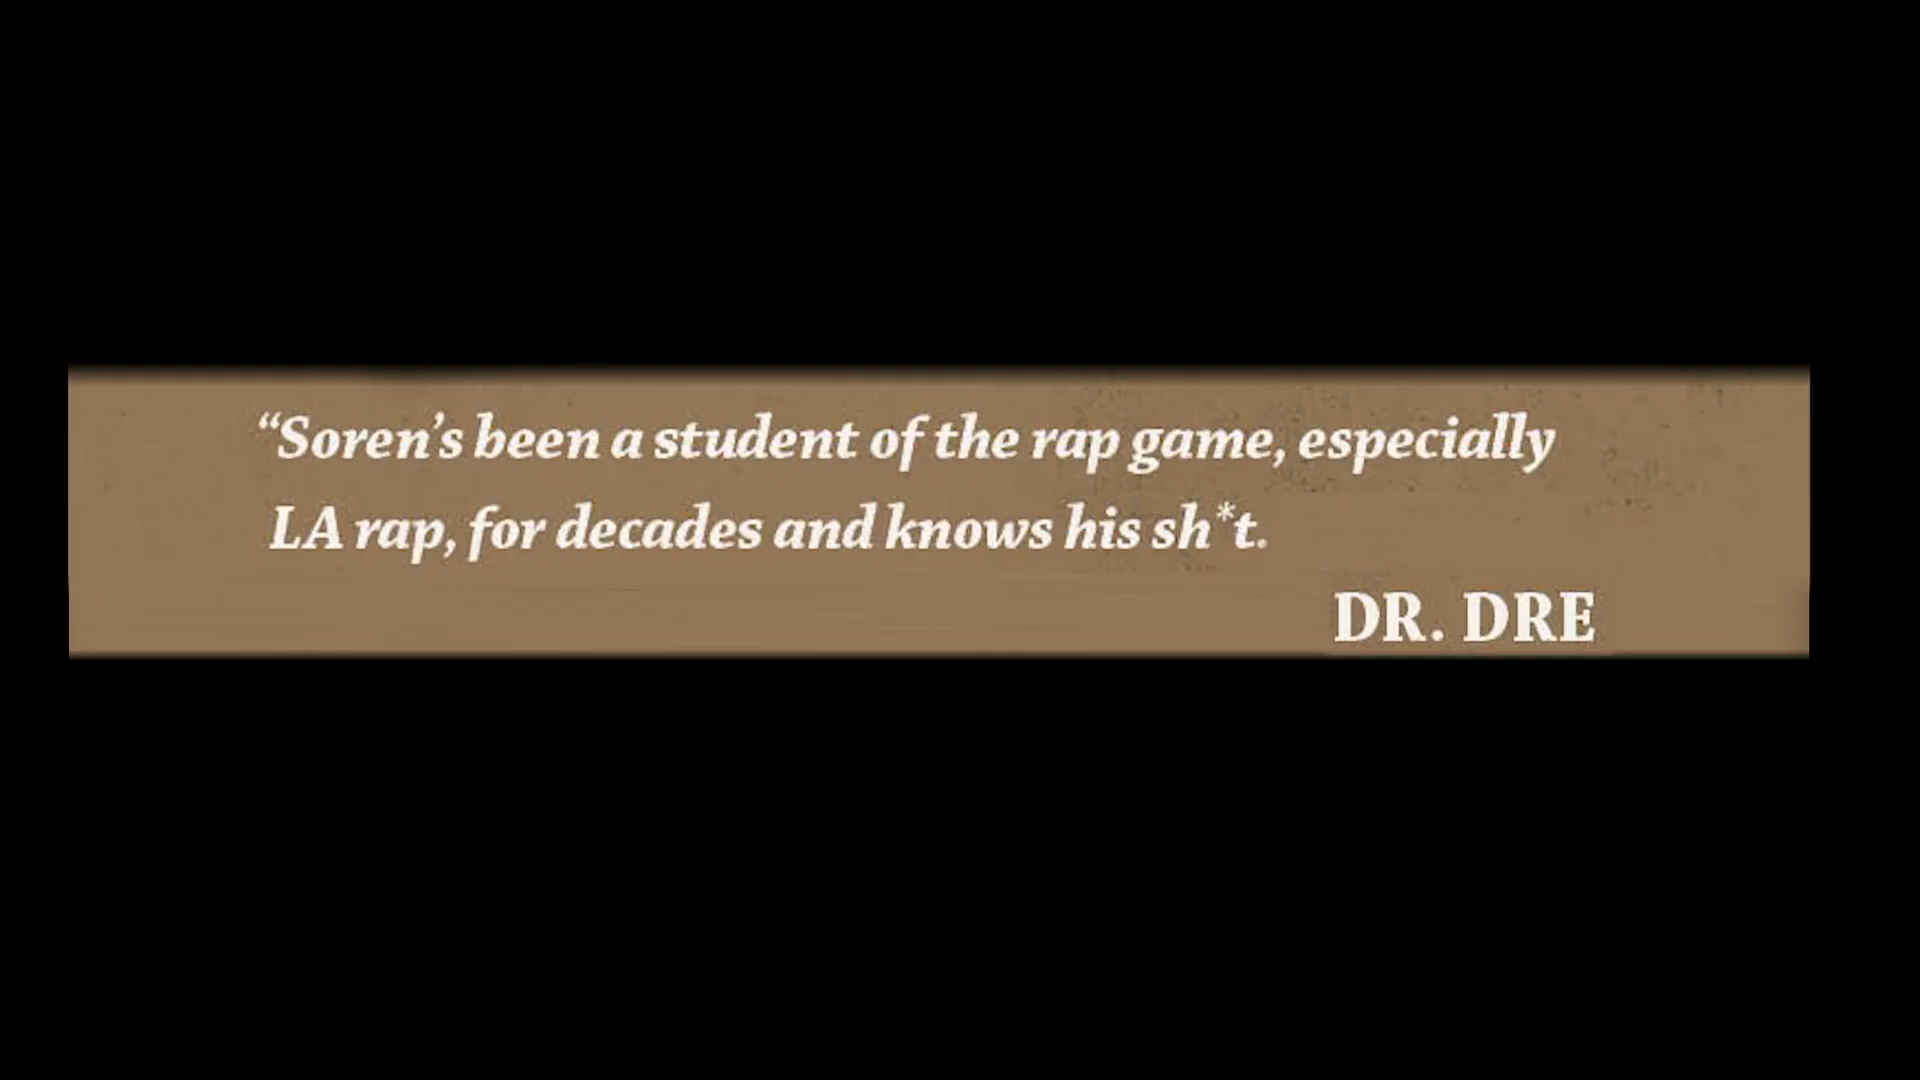 “Soren’s been a student of the rap game, especially
LA rap, for decades and knows his sh*t.
DR. DRE